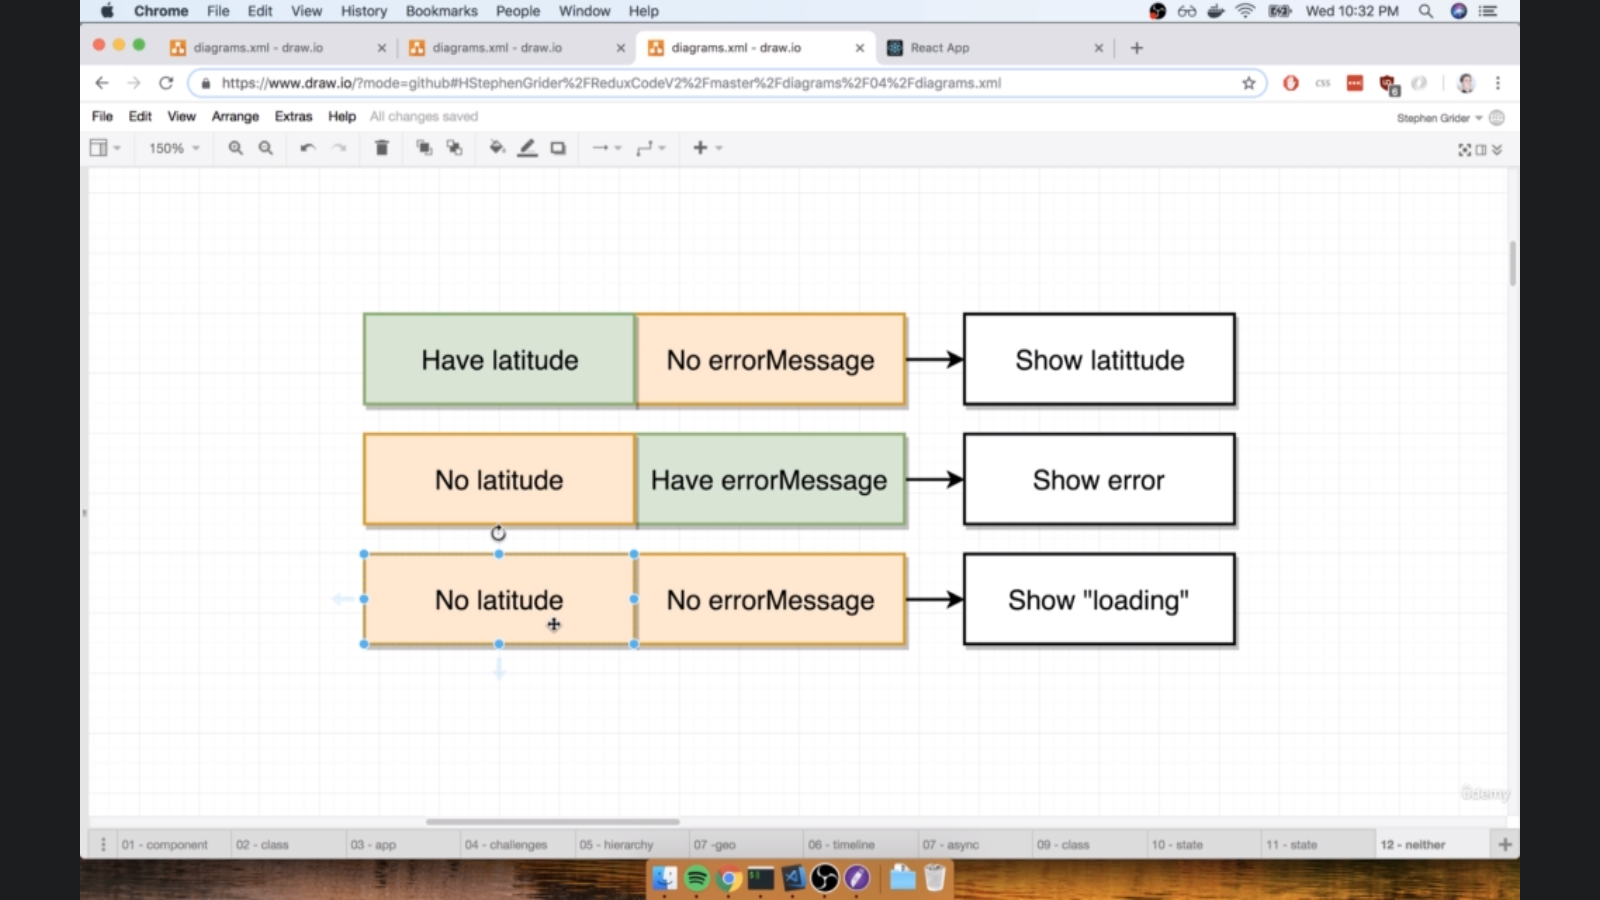 Chrome File Edit View History Bookmarks People Window Help Wed 10:32 PM
diagrams.xml - draw.io diagrams.xml - draw.io diagrams.xml - draw.io React App
https://www.draw.io/?mode=github#HStephenGrider%2FReduxCodeV2%2Fmaster%2Fdiagrams%2F04%2Fdiagrams.xml css 6
File Edit View Arrange Extras Help All changes saved Stephen Grider
150%
Have latitude No errorMessage Show latittude
No latitude Have errorMessage Show error
No latitude No errorMessage Show "loading"
ûdemy
01 - component 02 - class 03 - app 04 - challenges 05 - hierarchy 07 -geo 06 - timeline 07 - async 09 - class 10 - state 11 - state 12 - neither